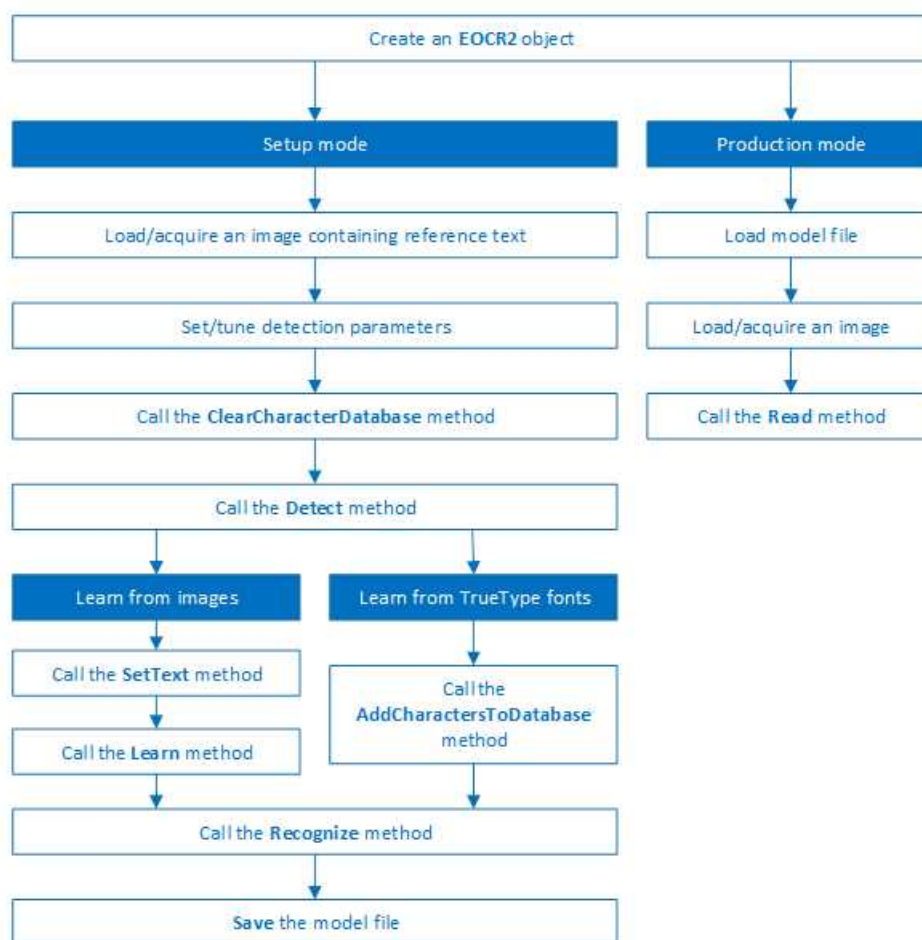 Create an EOCR2 object
Setup mode
Production mode
Load/acquire an image containing reference text
Load model file
Set/tune detection parameters
Load/acquire an image
Call the ClearCharacterDatabase method
Call the Read method
Call the Detect method
Learn from images
Learn from TrueType fonts
Call the SetText method
Call the
AddCharactersToDatabase
method
Call the Learn method
Call the Recognize method
Save the model file